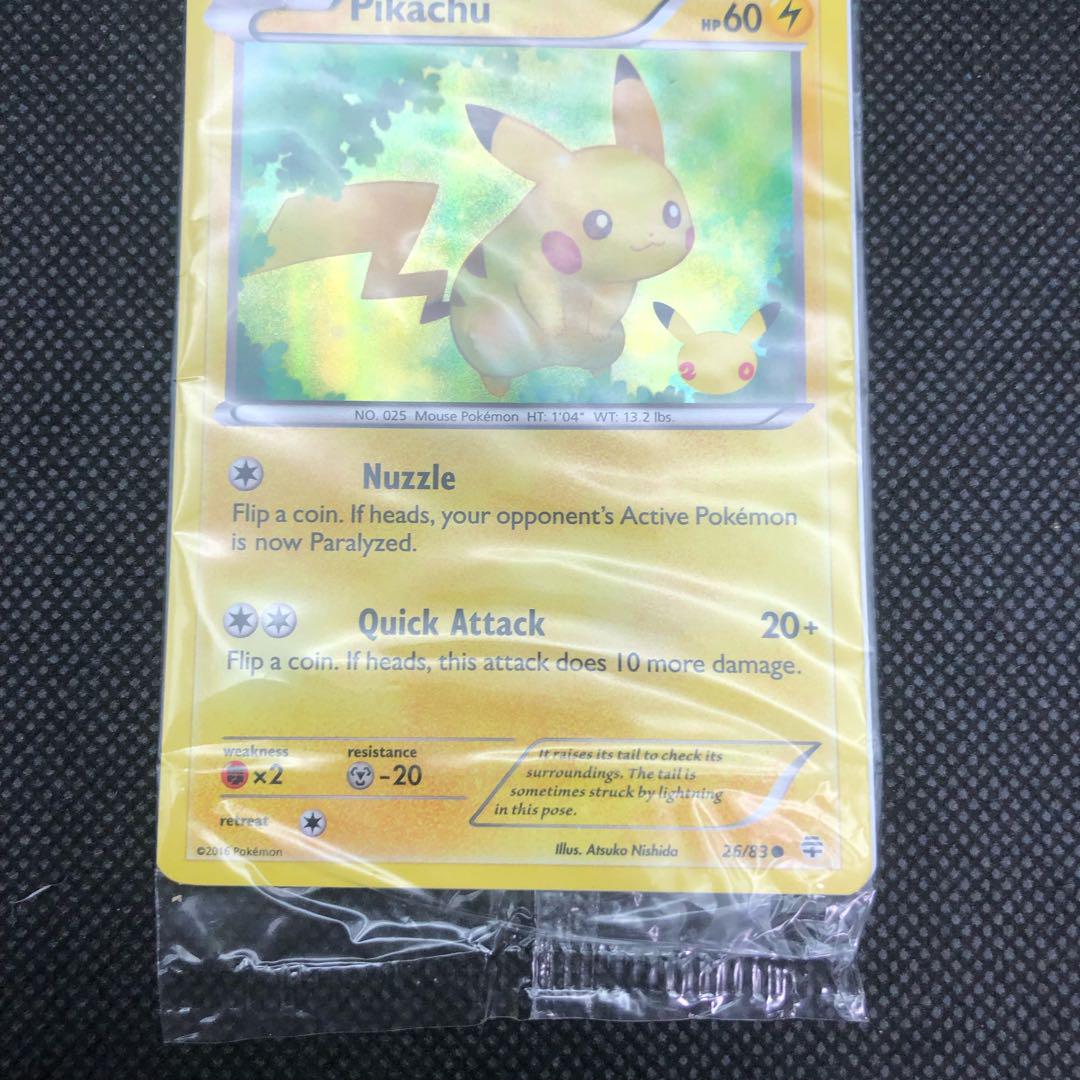 Pikachu HP60
20
NO. 025 Mouse Pokémon HT: 1'04" WT: 13.2 lbs.
Nuzzle
Flip a coin. If heads, your opponent's Active Pokémon
is now Paralyzed.
Quick Attack 20+
Flip a coin. If heads, this attack does 10 more damage.
weakness resistance
×2 -20
retreat
It raises its tail to check its
surroundings. The tail is
sometimes struck by lightning
in this pose.
©2016 Pokémon Illus. Atsuko Nishida 26/83